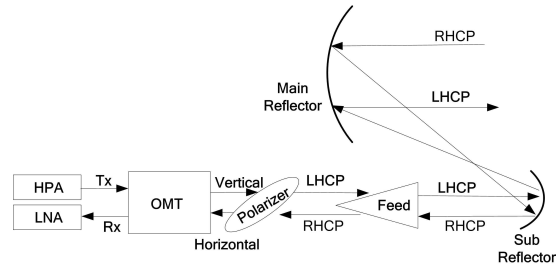 RHCP
Main
Reflector
LHCP
HPA
Tx
OMT
Vertical
Polarizer
LHCP
Feed
LHCP
LNA
Rx
Horizontal
RHCP
RHCP
Sub
Reflector